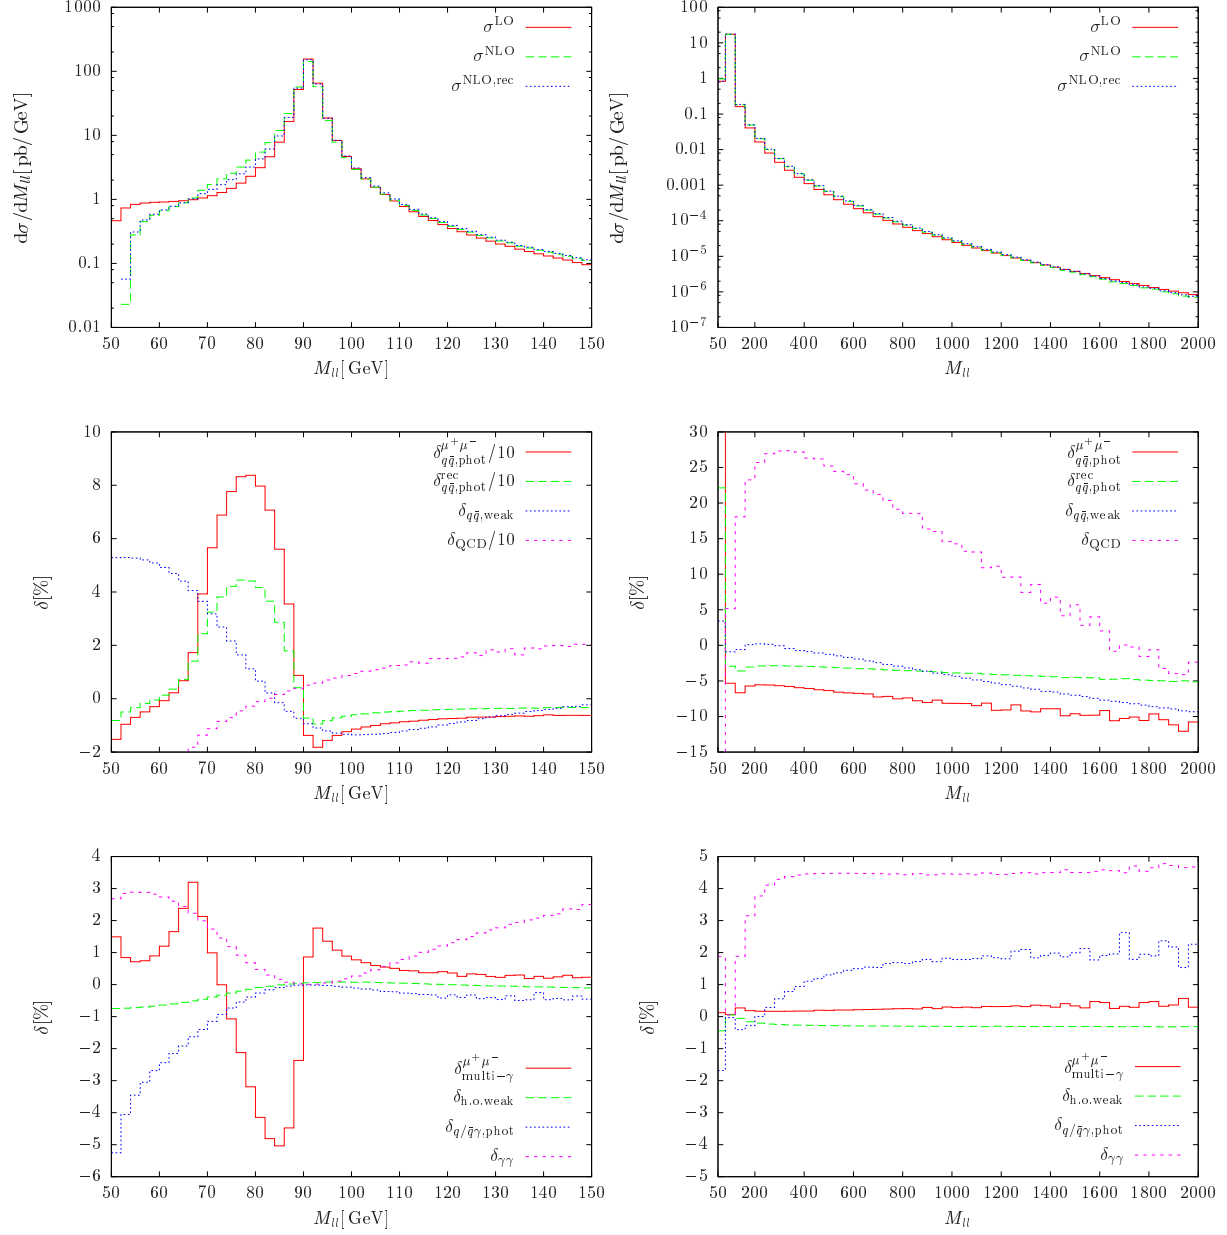 1000
100
10
1
0.1
0.01
dσ/dM_ll[pb/GeV]
σ^LO
σ^NLO
σ^NLO,rec
50 60 70 80 90 100 110 120 130 140 150
M_ll[GeV]
100
10
1
0.1
0.01
0.001
10^−4
10^−5
10^−6
10^−7
dσ/dM_ll[pb/GeV]
σ^LO
σ^NLO
σ^NLO,rec
50 200 400 600 800 1000 1200 1400 1600 1800 2000
M_ll
10
8
6
4
2
0
−2
δ[%]
δ^μ⁺μ⁻_qq̄,phot/10
δ^rec_qq̄,phot/10
δ_qq̄,weak
δ_QCD/10
50 60 70 80 90 100 110 120 130 140 150
M_ll[GeV]
30
25
20
15
10
5
0
−5
−10
−15
δ[%]
δ^μ⁺μ⁻_qq̄,phot
δ^rec_qq̄,phot
δ_qq̄,weak
δ_QCD
50 200 400 600 800 1000 1200 1400 1600 1800 2000
M_ll
4
3
2
1
0
−1
−2
−3
−4
−5
−6
δ[%]
δ^μ⁺μ⁻_multi−γ
δ_h.o.weak
δ_q/q̄γ,phot
δ_γγ
50 60 70 80 90 100 110 120 130 140 150
M_ll[GeV]
5
4
3
2
1
0
−1
−2
−3
−4
−5
δ[%]
δ^μ⁺μ⁻_multi−γ
δ_h.o.weak
δ_q/q̄γ,phot
δ_γγ
50 200 400 600 800 1000 1200 1400 1600 1800 2000
M_ll